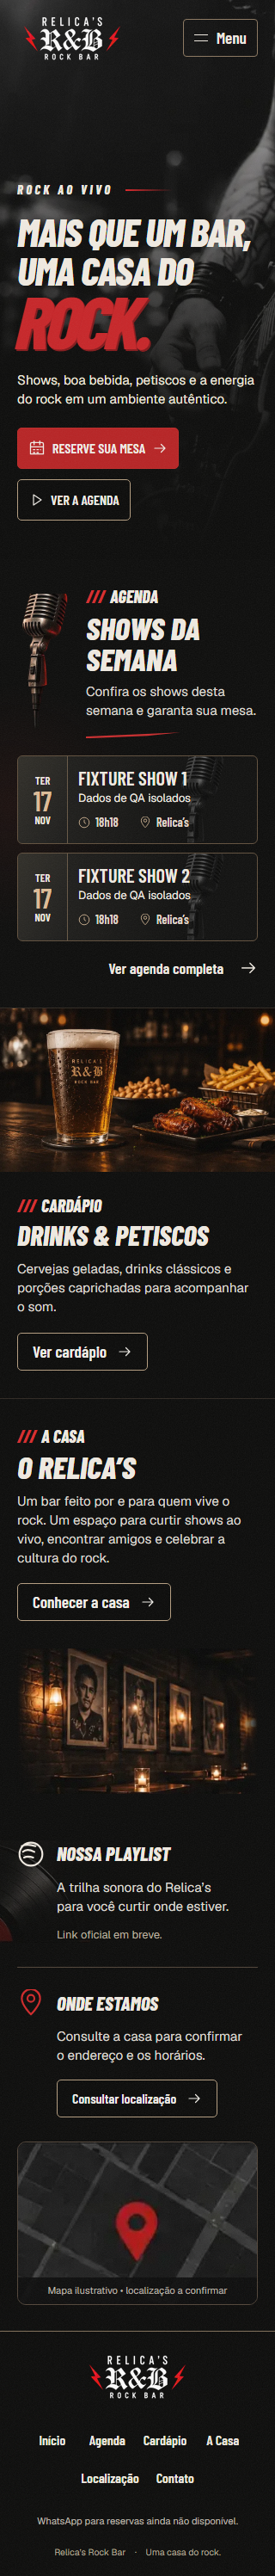 RELICA'S
R&B
ROCK BAR
Menu
ROCK AO VIVO
MAIS QUE UM BAR,
UMA CASA DO
ROCK.
Shows, boa bebida, petiscos e a energia
do rock em um ambiente autêntico.
RESERVE SUA MESA
VER A AGENDA
/// AGENDA
SHOWS DA
SEMANA
Confira os shows desta
semana e garanta sua mesa.
TER
17
NOV
FIXTURE SHOW 1
Dados de QA isolados
18h18
Relica's
TER
17
NOV
FIXTURE SHOW 2
Dados de QA isolados
18h18
Relica's
Ver agenda completa
RELICA'S
R&B
ROCK BAR
/// CARDÁPIO
DRINKS & PETISCOS
Cervejas geladas, drinks clássicos e
porções caprichadas para acompanhar
o som.
Ver cardápio
/// A CASA
O RELICA'S
Um bar feito por e para quem vive o
rock. Um espaço para curtir shows ao
vivo, encontrar amigos e celebrar a
cultura do rock.
Conhecer a casa
NOSSA PLAYLIST
A trilha sonora do Relica's
para você curtir onde estiver.
Link oficial em breve.
ONDE ESTAMOS
Consulte a casa para confirmar
o endereço e os horários.
Consultar localização
Mapa ilustrativo • localização a confirmar
RELICA'S
R&B
ROCK BAR
Início Agenda Cardápio A Casa
Localização Contato
WhatsApp para reservas ainda não disponível.
Relica's Rock Bar · Uma casa do rock.